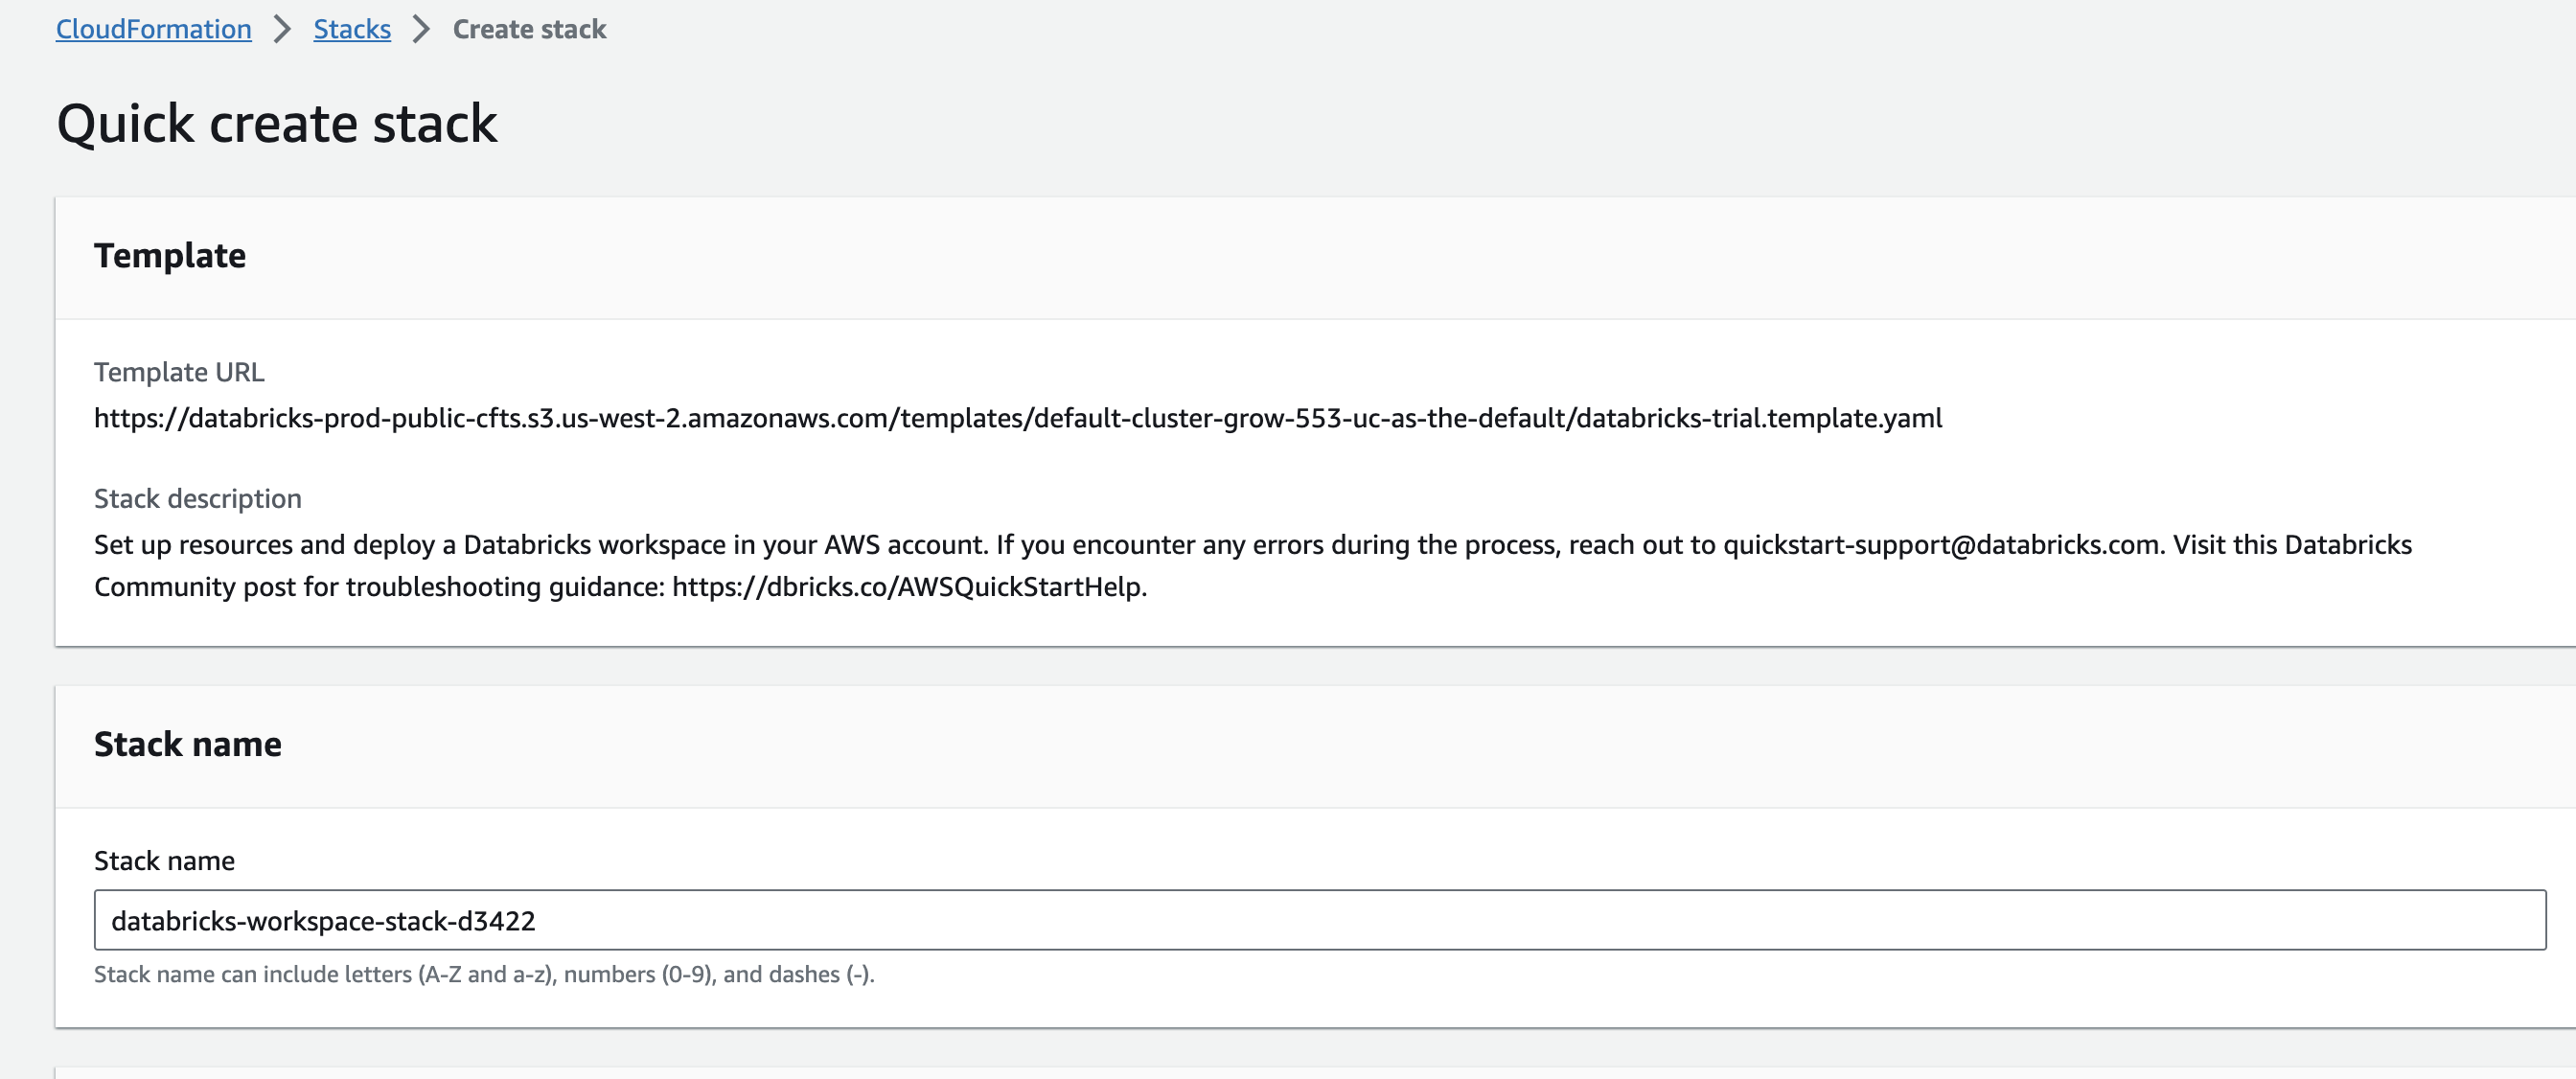 CloudFormation > Stacks > Create stack
Quick create stack
Template
Template URL
https://databricks-prod-public-cfts.s3.us-west-2.amazonaws.com/templates/default-cluster-grow-553-uc-as-the-default/databricks-trial.template.yaml
Stack description
Set up resources and deploy a Databricks workspace in your AWS account. If you encounter any errors during the process, reach out to quickstart-support@databricks.com. Visit this Databricks
Community post for troubleshooting guidance: https://dbricks.co/AWSQuickStartHelp.
Stack name
Stack name
databricks-workspace-stack-d3422
Stack name can include letters (A-Z and a-z), numbers (0-9), and dashes (-).